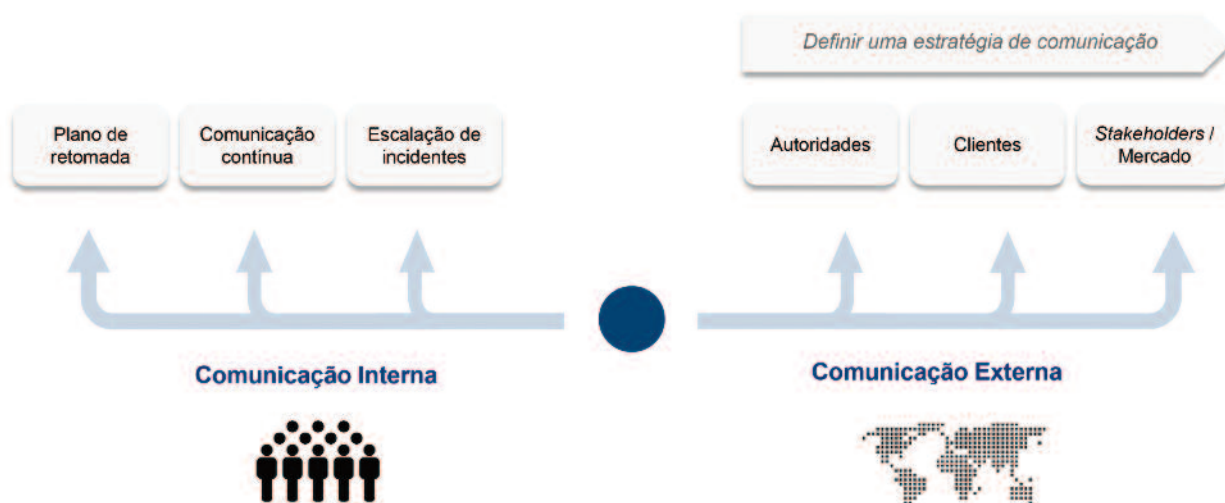 Definir uma estratégia de comunicação
Plano de
retomada
Comunicação
contínua
Escalação de
incidentes
Autoridades
Clientes
Stakeholders /
Mercado
Comunicação Interna
Comunicação Externa